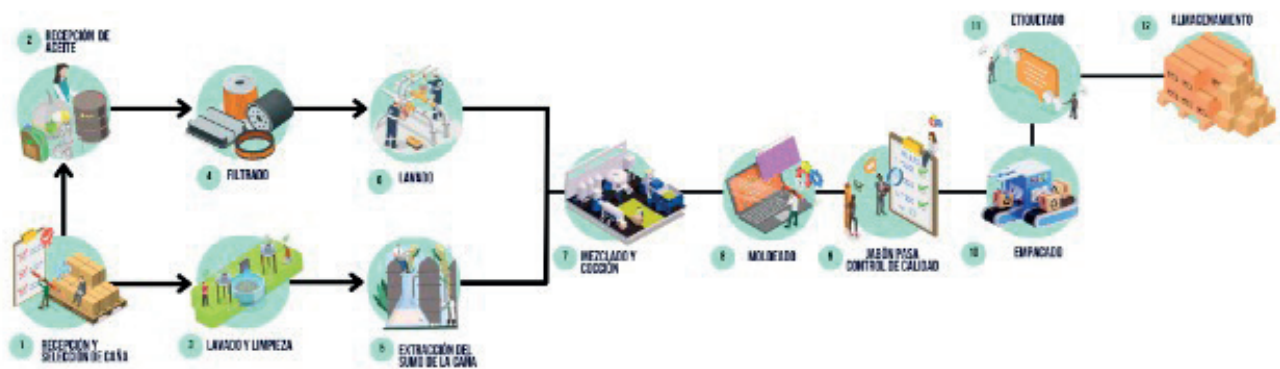 2 RECEPCIÓN DE
ACEITE
4 FILTRADO
6 LAVADO
1 RECEPCIÓN Y
SELECCIÓN DE CAÑA
3 LAVADO Y LIMPIEZA
5 EXTRACCIÓN DEL
SUMO DE LA CAÑA
7 MEZCLADO Y
COCCIÓN
8 MOLDEADO
9 JABÓN PASA
CONTROL DE CALIDAD
10 EMPACADO
11 ETIQUETADO
12 ALMACENAMIENTO